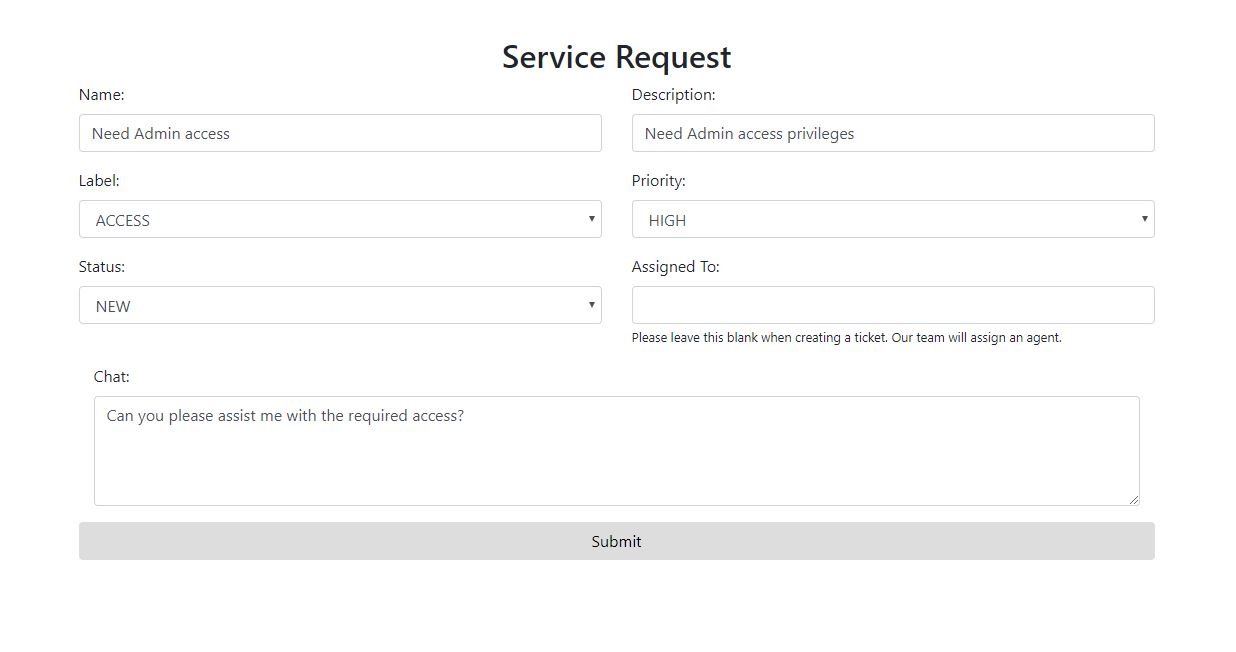 Service Request
Name:
Description:
Need Admin access
Need Admin access privileges
Label:
Priority:
ACCESS
HIGH
Status:
Assigned To:
NEW
Please leave this blank when creating a ticket. Our team will assign an agent.
Chat:
Can you please assist me with the required access?
Submit